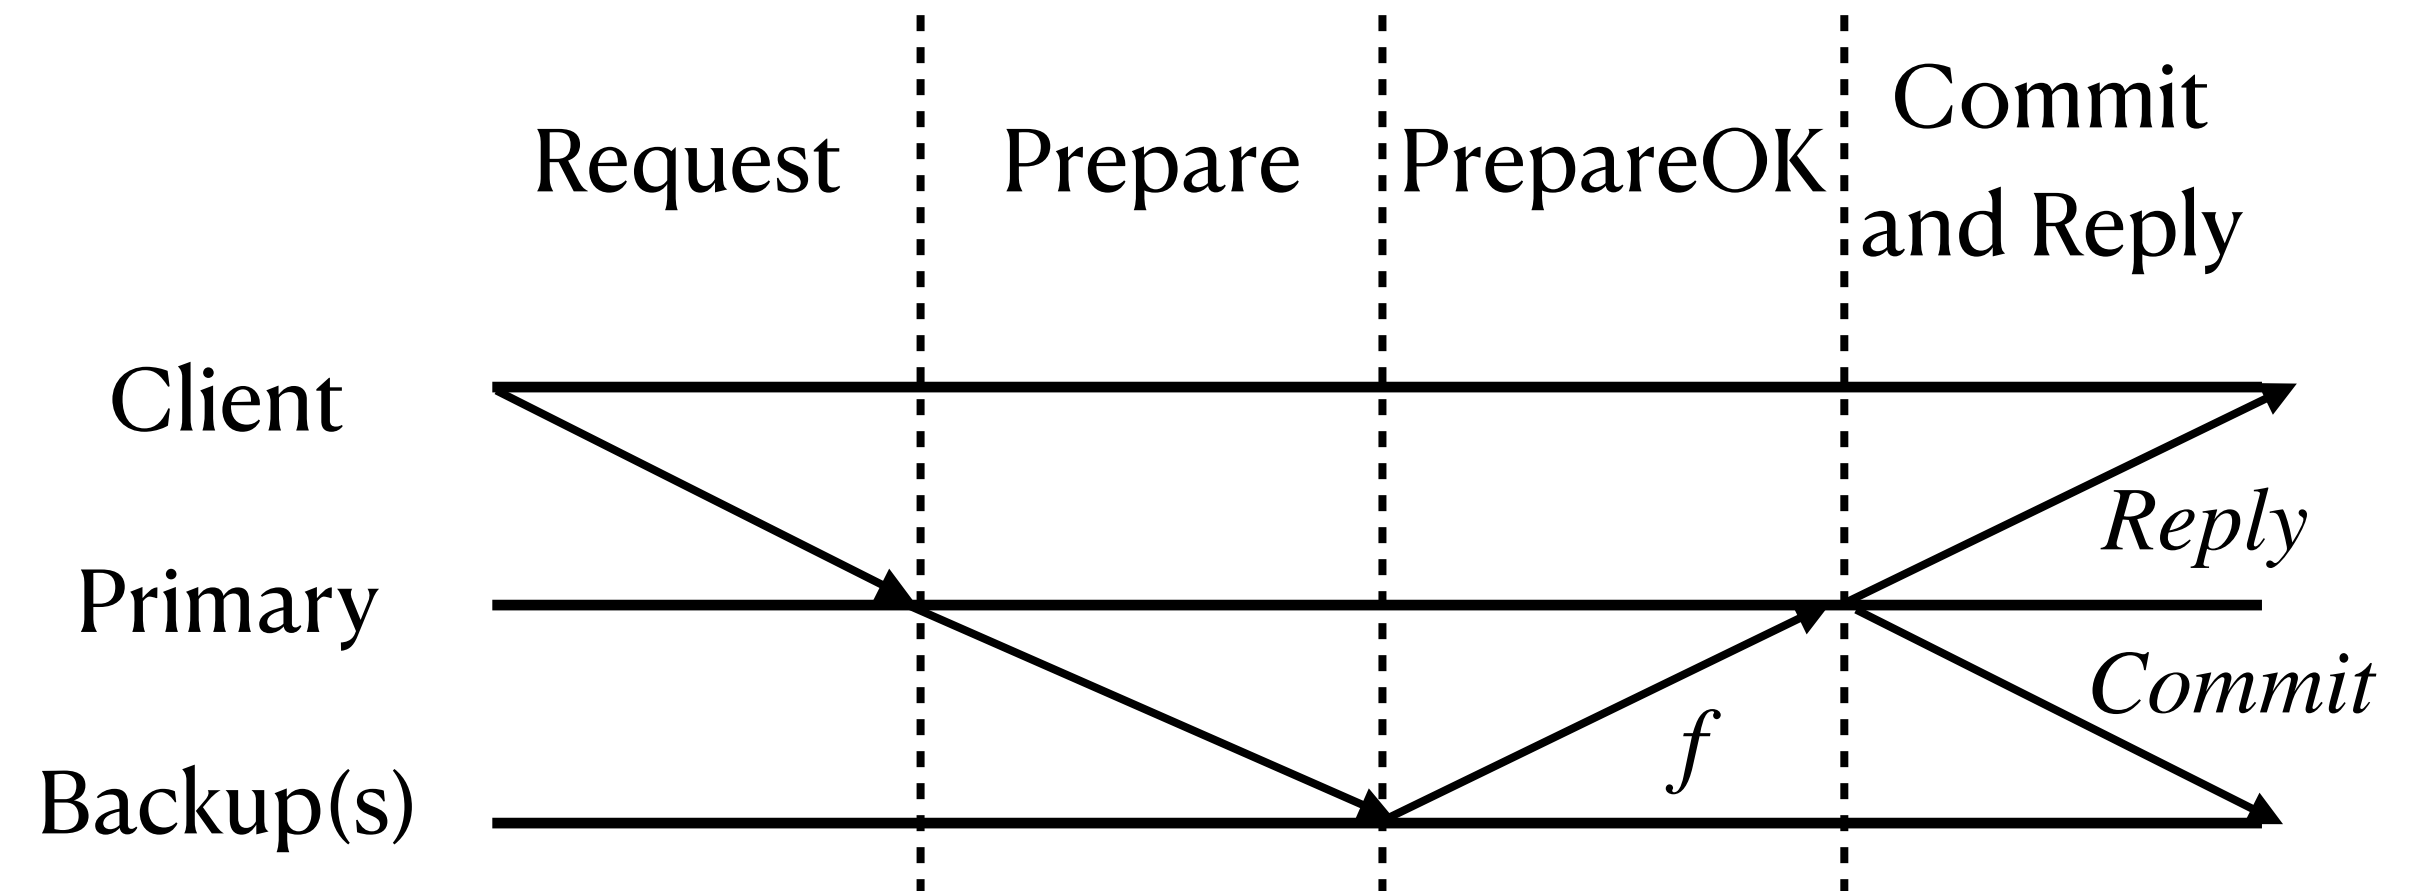 Request
Prepare
PrepareOK
Commit
and Reply
Client
Primary
Backup(s)
Reply
Commit
f